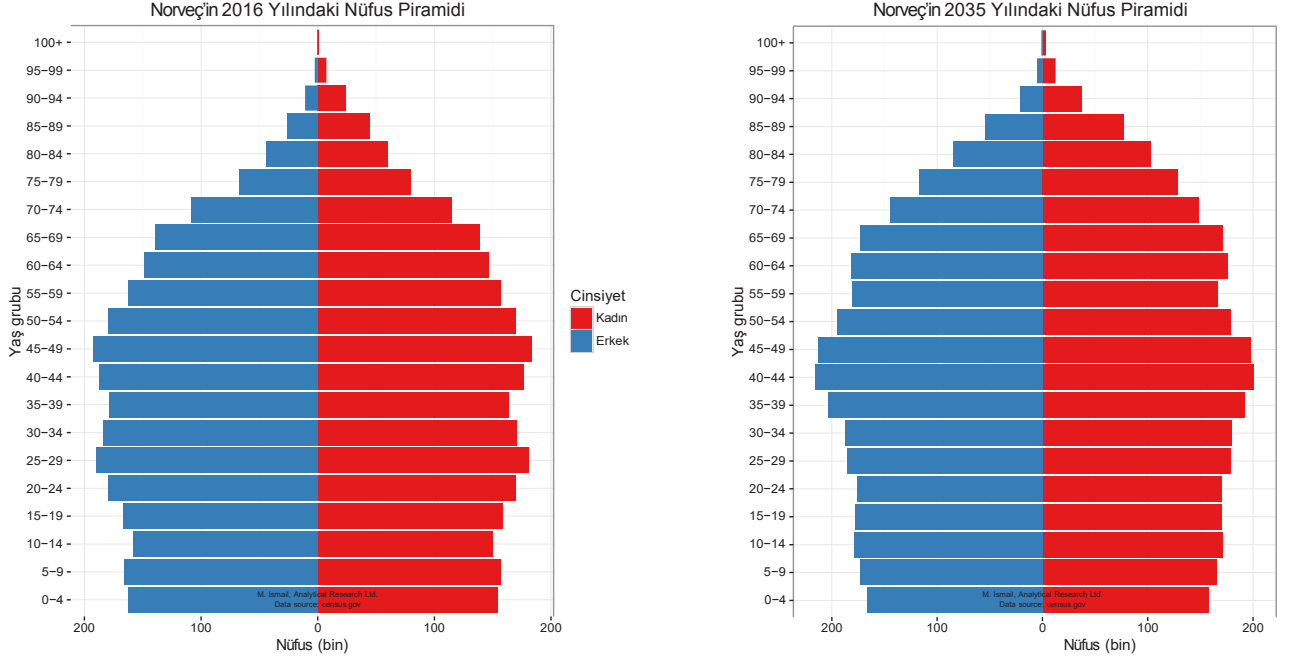 Norveç'in 2016 Yılındaki Nüfus Piramidi
100+
95−99
90−94
85−89
80−84
75−79
70−74
65−69
60−64
55−59
50−54
45−49
40−44
35−39
30−34
25−29
20−24
15−19
10−14
5−9
0−4
Yaş grubu
M. Ismail, Analytical Research Ltd.
Data source: census.gov
200 100 0 100 200
Nüfus (bin)
Cinsiyet
Kadın
Erkek
Norveç'in 2035 Yılındaki Nüfus Piramidi
100+
95−99
90−94
85−89
80−84
75−79
70−74
65−69
60−64
55−59
50−54
45−49
40−44
35−39
30−34
25−29
20−24
15−19
10−14
5−9
0−4
Yaş grubu
M. Ismail, Analytical Research Ltd.
Data source: census.gov
200 100 0 100 200
Nüfus (bin)